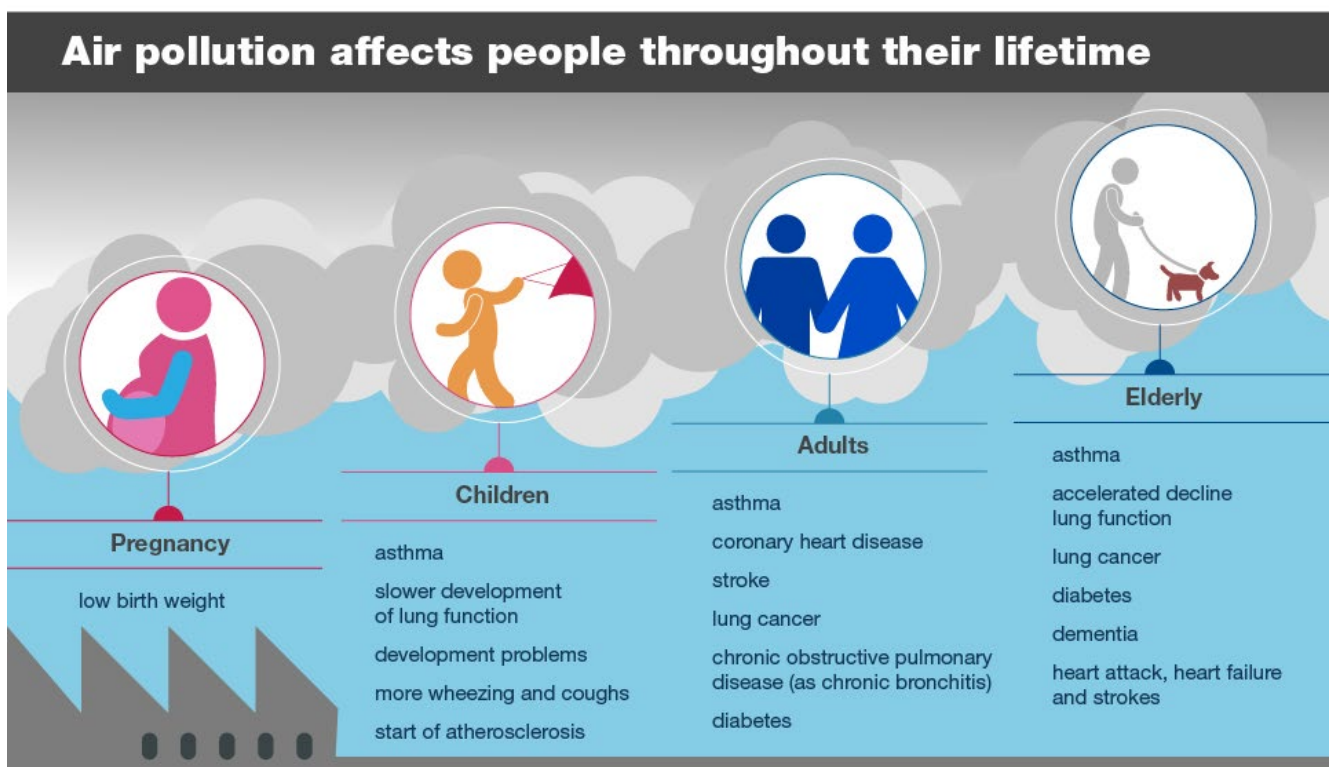 Air pollution affects people throughout their lifetime
Pregnancy
low birth weight
Children
asthma
slower development
of lung function
development problems
more wheezing and coughs
start of atherosclerosis
Adults
asthma
coronary heart disease
stroke
lung cancer
chronic obstructive pulmonary
disease (as chronic bronchitis)
diabetes
Elderly
asthma
accelerated decline
lung function
lung cancer
diabetes
dementia
heart attack, heart failure
and strokes